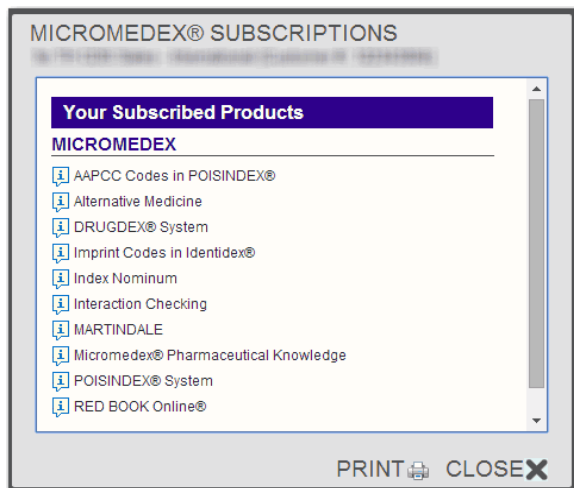 MICROMEDEX® SUBSCRIPTIONS
Your Subscribed Products
MICROMEDEX
AAPCC Codes in POISINDEX®
Alternative Medicine
DRUGDEX® System
Imprint Codes in Identidex®
Index Nominum
Interaction Checking
MARTINDALE
Micromedex® Pharmaceutical Knowledge
POISINDEX® System
RED BOOK Online®
PRINT CLOSE